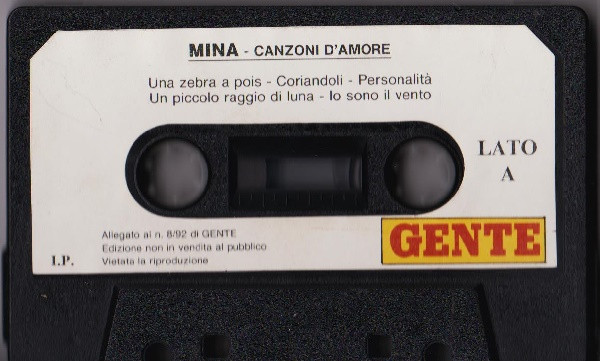 MINA - CANZONI D'AMORE
Una zebra a pois - Coriandoli - Personalità
Un piccolo raggio di luna - Io sono il vento
LATO
A
Allegato al n. 8/92 di GENTE
Edizione non in vendita al pubblico
I.P. Vietata la riproduzione
GENTE